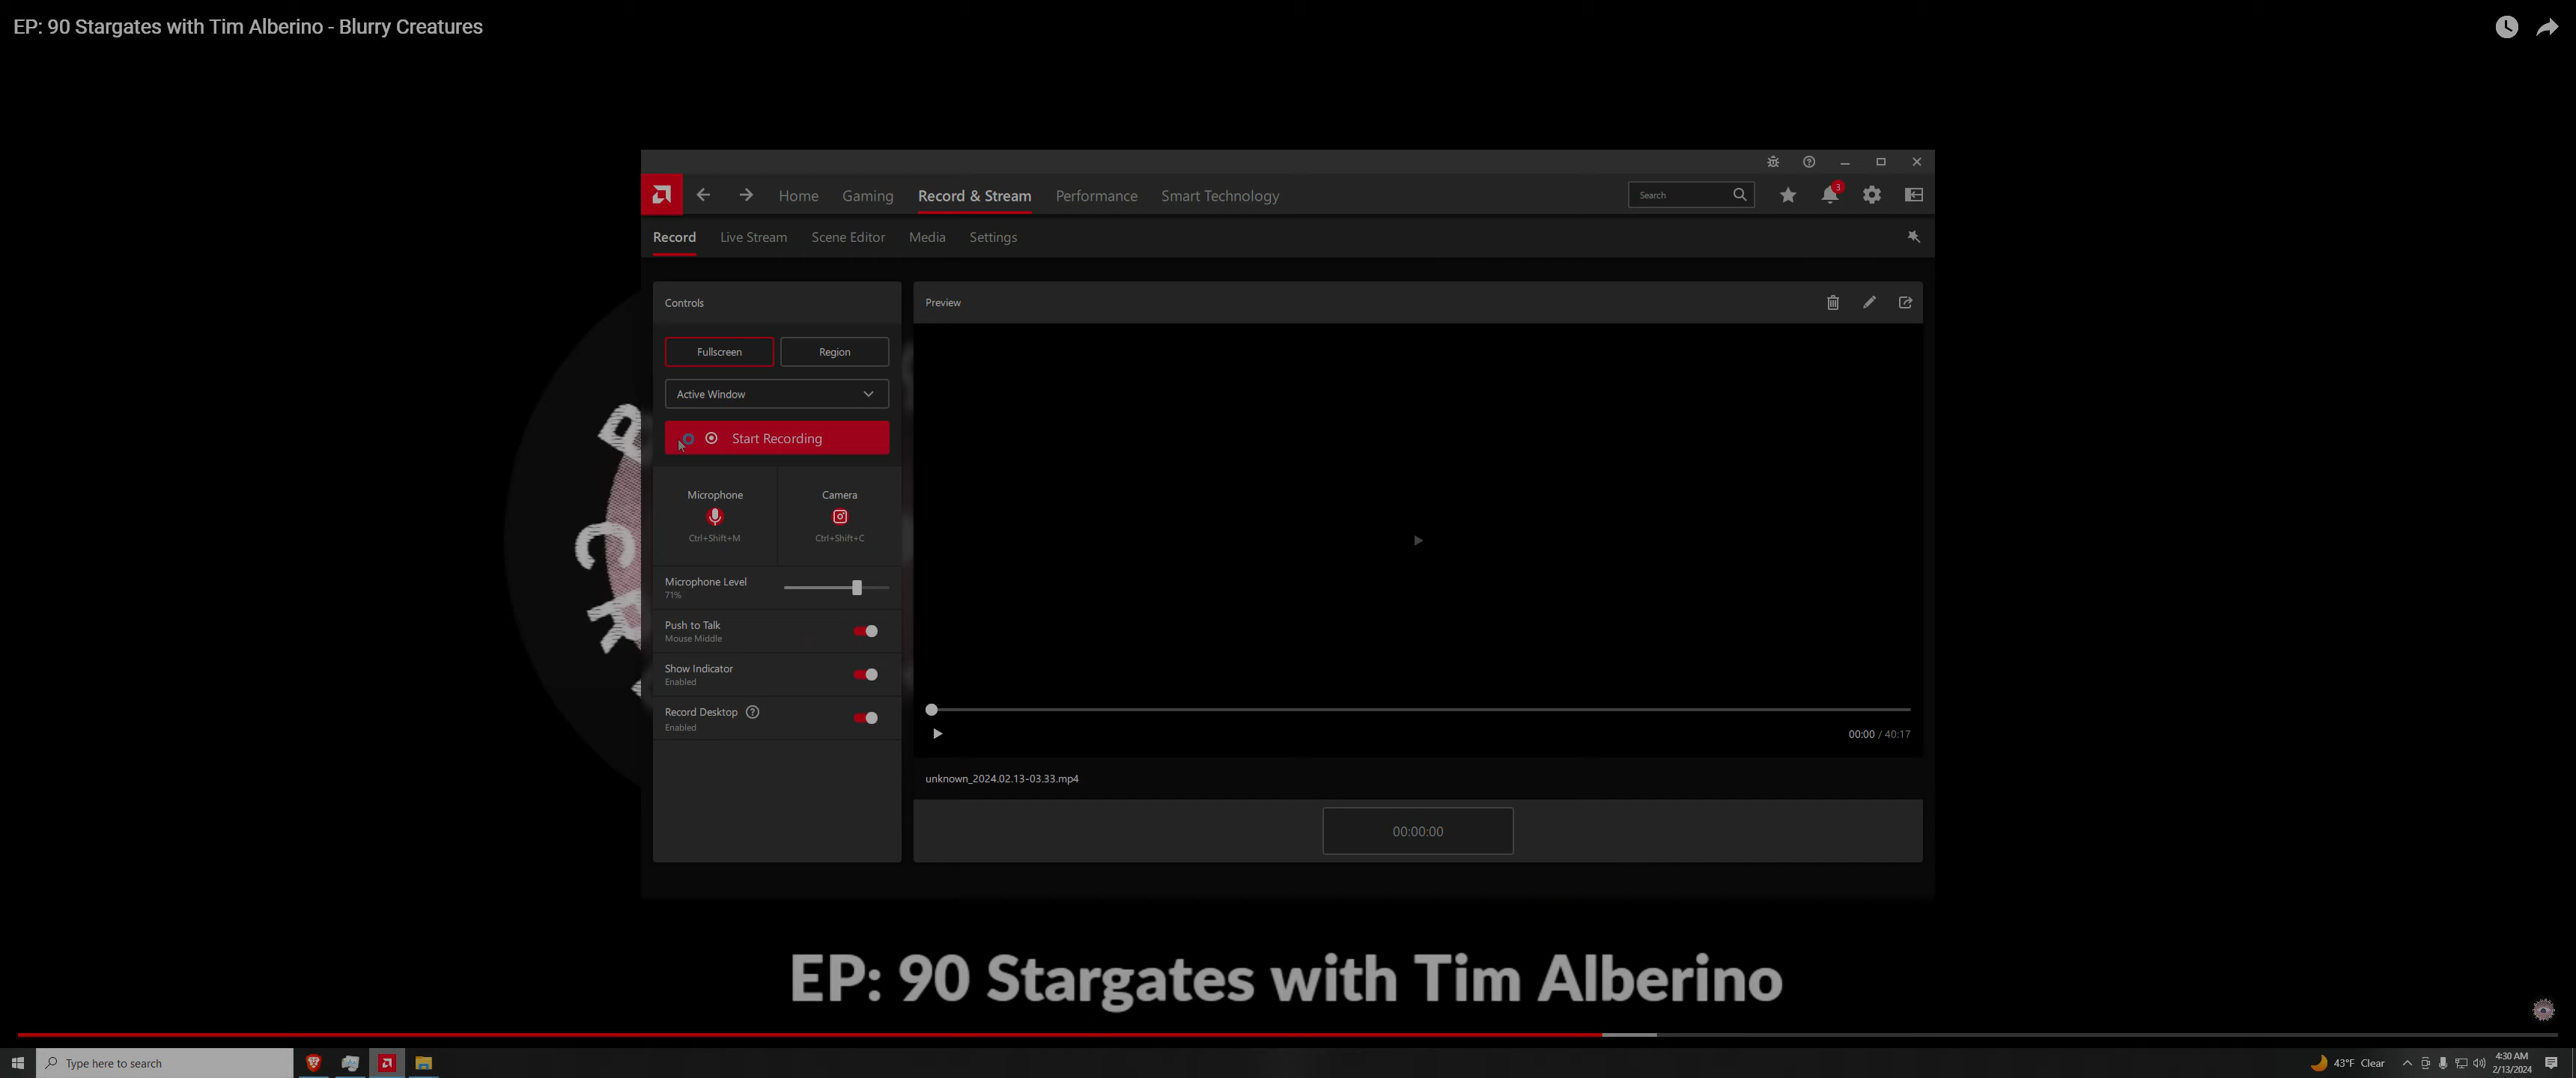 EP: 90 Stargates with Tim Alberino - Blurry Creatures
Home Gaming Record & Stream Performance Smart Technology
Search
3
Record Live Stream Scene Editor Media Settings
Controls
Preview
Fullscreen Region
Active Window
Start Recording
Microphone Camera
Ctrl+Shift+M Ctrl+Shift+C
Microphone Level
71%
Push to Talk
Mouse Middle
Show Indicator
Enabled
Record Desktop
Enabled
00:00 / 40:17
unknown_2024.02.13-03.33.mp4
00:00:00
EP: 90 Stargates with Tim Alberino
Type here to search
43°F Clear
4:30 AM
2/13/2024